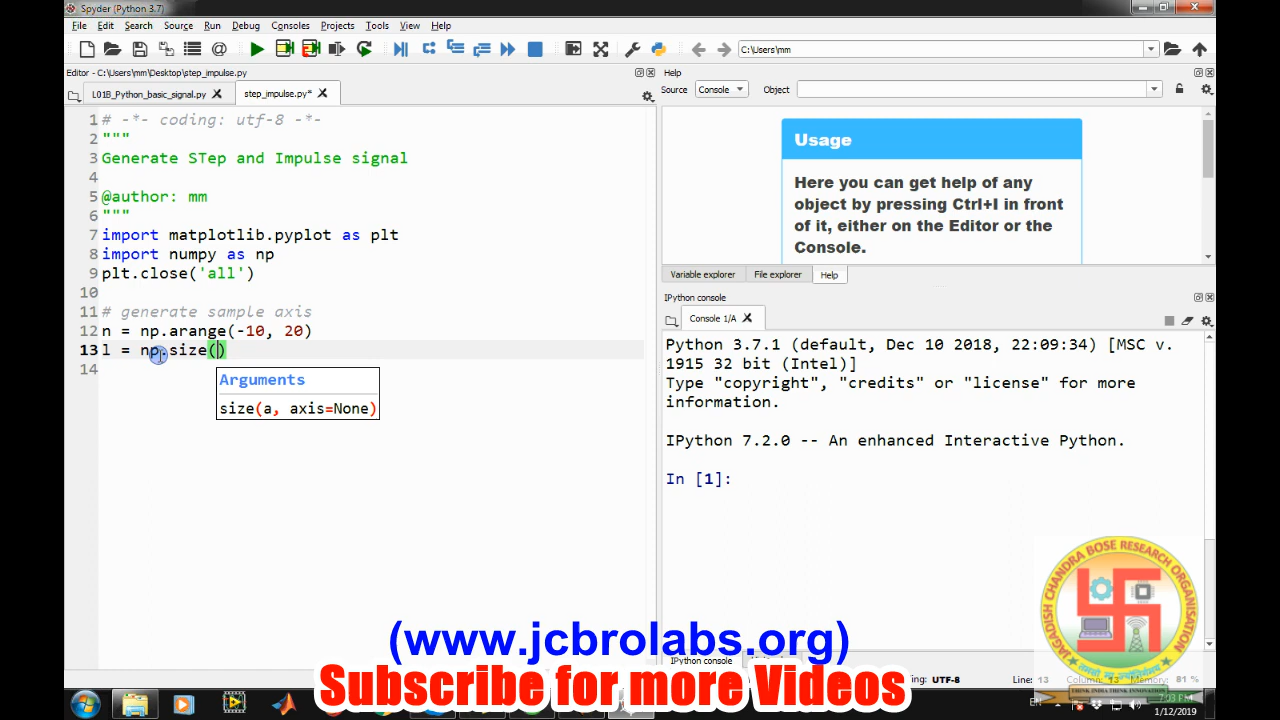 Spyder (Python 3.7)
File Edit Search Source Run Debug Consoles Projects Tools View Help
C:\Users\mm
Editor - C:\Users\mm\Desktop\step_impulse.py
L01B_Python_basic_signal.py
step_impulse.py*
1 # -*- coding: utf-8 -*-
2 """
3 Generate STep and Impulse signal
4
5 @author: mm
6 """
7 import matplotlib.pyplot as plt
8 import numpy as np
9 plt.close('all')
10
11 # generate sample axis
12 n = np.arange(-10, 20)
13 l = np.size()
14
Arguments
size(a, axis=None)
Help
Source Console Object
Usage
Here you can get help of any
object by pressing Ctrl+I in front
of it, either on the Editor or the
Console.
Variable explorer File explorer Help
IPython console
Console 1/A
Python 3.7.1 (default, Dec 10 2018, 22:09:34) [MSC v.
1915 32 bit (Intel)]
Type "copyright", "credits" or "license" for more
information.
IPython 7.2.0 -- An enhanced Interactive Python.
In [1]:
JAGADISH CHANDRA BOSE RESEARCH ORGANISATION
THINK INDIA THINK INNOVATION
(www.jcbrolabs.org)
IPython console
Subscribe for more Videos
UTF-8 Line: 13 Column: 13 Memory: 81 %
EN 7:03 PM
1/12/2019